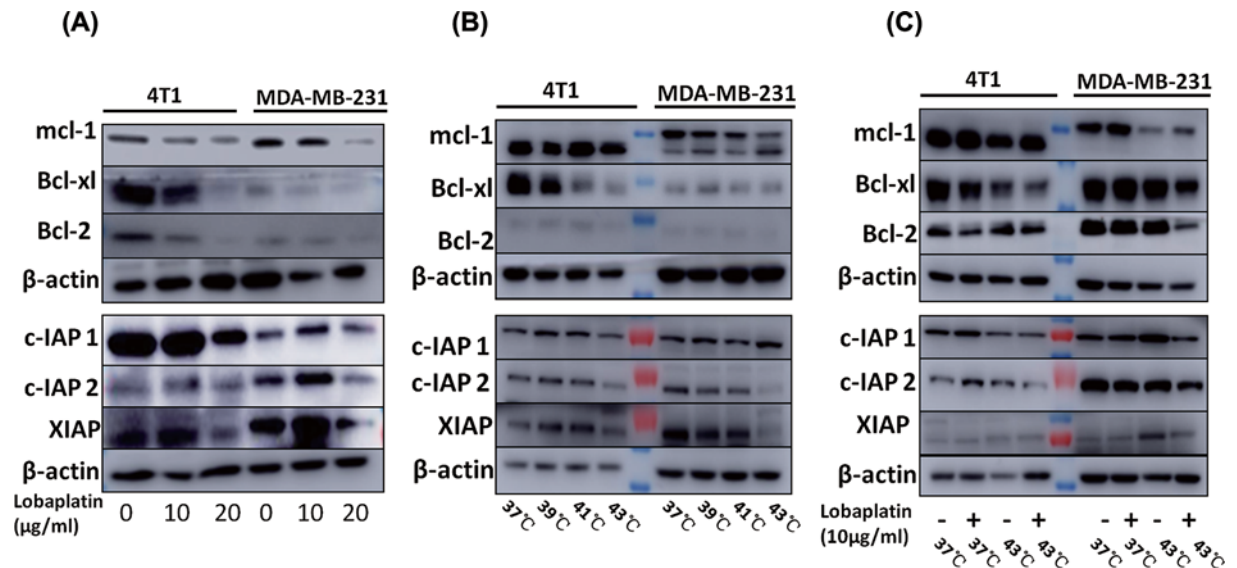 (A)
4T1 MDA-MB-231
mcl-1
Bcl-xl
Bcl-2
β-actin
c-IAP 1
c-IAP 2
XIAP
β-actin
Lobaplatin
(μg/ml)
0 10 20 0 10 20
(B)
4T1 MDA-MB-231
mcl-1
Bcl-xl
Bcl-2
β-actin
c-IAP 1
c-IAP 2
XIAP
β-actin
37℃ 39℃ 41℃ 43℃ 37℃ 39℃ 41℃ 43℃
(C)
4T1 MDA-MB-231
mcl-1
Bcl-xl
Bcl-2
β-actin
c-IAP 1
c-IAP 2
XIAP
β-actin
Lobaplatin
(10μg/ml)
- + - + - + - +
37℃ 37℃ 43℃ 43℃ 37℃ 37℃ 43℃ 43℃